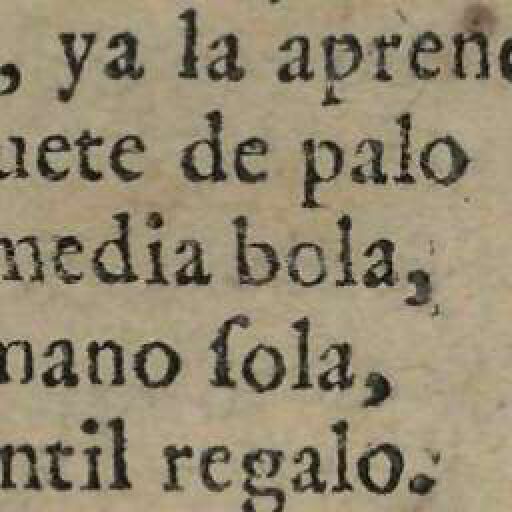 , ya la apren
uete de palo
media bola,
mano ſola,
ntil regalo.